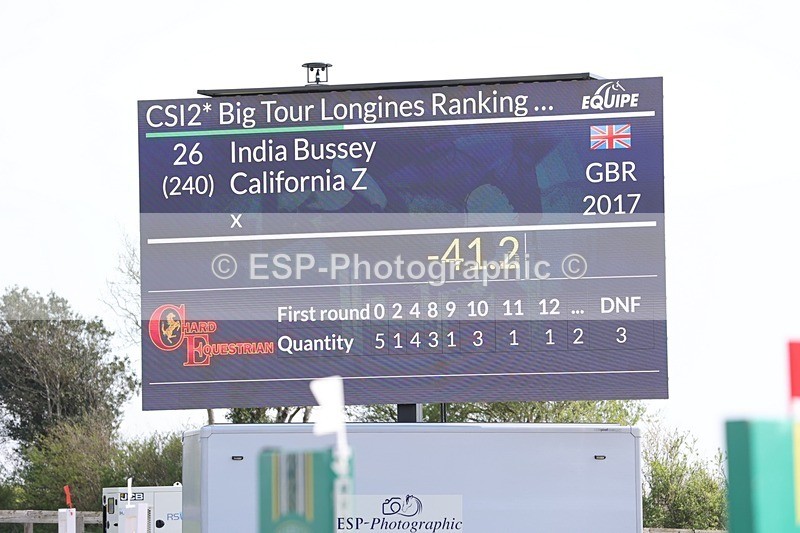 CSI2* Big Tour Longines Ranking ...
EQUIPE
26 India Bussey
(240) California Z
GBR
x
2017
-41.2
© ESP-Photographic ©
CHARD EQUESTRIAN
First round 0 2 4 8 9 10 11 12 ... DNF
Quantity 5 1 4 3 1 3 1 1 2 3
JCB
ESP-Photographic